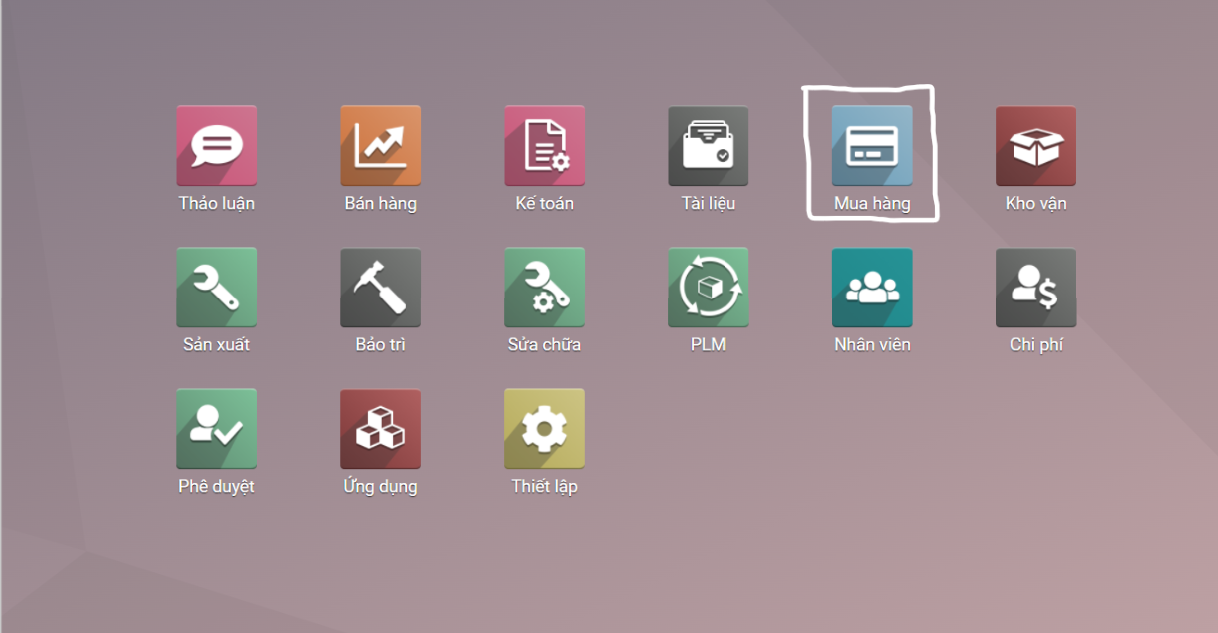 Thảo luận
Bán hàng
Kế toán
Tài liệu
Mua hàng
Kho vận
Sản xuất
Bảo trì
Sửa chữa
PLM
Nhân viên
Chi phí
Phê duyệt
Ứng dụng
Thiết lập